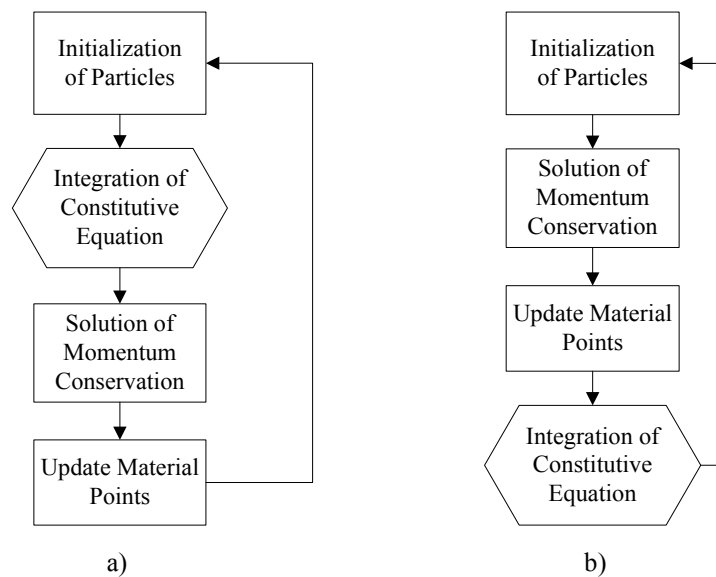 Initialization
of Particles
Integration of
Constitutive
Equation
Solution of
Momentum
Conservation
Update Material
Points
a)
Initialization
of Particles
Solution of
Momentum
Conservation
Update Material
Points
Integration of
Constitutive
Equation
b)